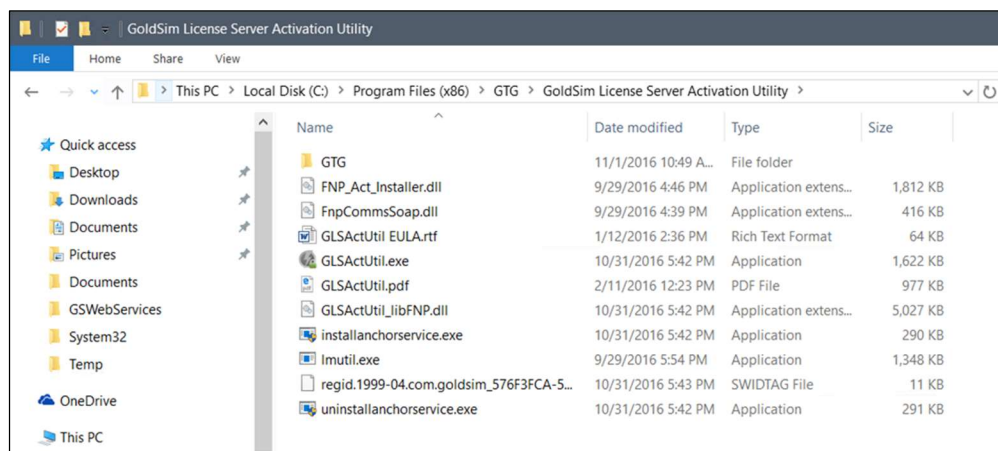 GoldSim License Server Activation Utility
File Home Share View
This PC > Local Disk (C:) > Program Files (x86) > GTG > GoldSim License Server Activation Utility >
Name Date modified Type Size
Quick access
Desktop
Downloads
Documents
Pictures
Documents
GSWebServices
System32
Temp
OneDrive
This PC
GTG 11/1/2016 10:49 A... File folder
FNP_Act_Installer.dll 9/29/2016 4:46 PM Application extens... 1,812 KB
FnpCommsSoap.dll 9/29/2016 4:39 PM Application extens... 416 KB
GLSActUtil EULA.rtf 1/12/2016 2:36 PM Rich Text Format 64 KB
GLSActUtil.exe 10/31/2016 5:42 PM Application 1,622 KB
GLSActUtil.pdf 2/11/2016 12:23 PM PDF File 977 KB
GLSActUtil_libFNP.dll 10/31/2016 5:42 PM Application extens... 5,027 KB
installanchorservice.exe 10/31/2016 5:42 PM Application 290 KB
lmutil.exe 9/29/2016 5:54 PM Application 1,348 KB
regid.1999-04.com.goldsim_576F3FCA-5... 10/31/2016 5:43 PM SWIDTAG File 11 KB
uninstallanchorservice.exe 10/31/2016 5:42 PM Application 291 KB